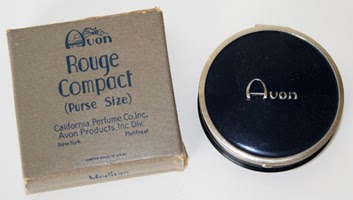 Avon
Rouge
Compact
(Purse Size)
California Perfume Co., Inc.
Avon Products, Inc Div.
New York Montreal
Avon